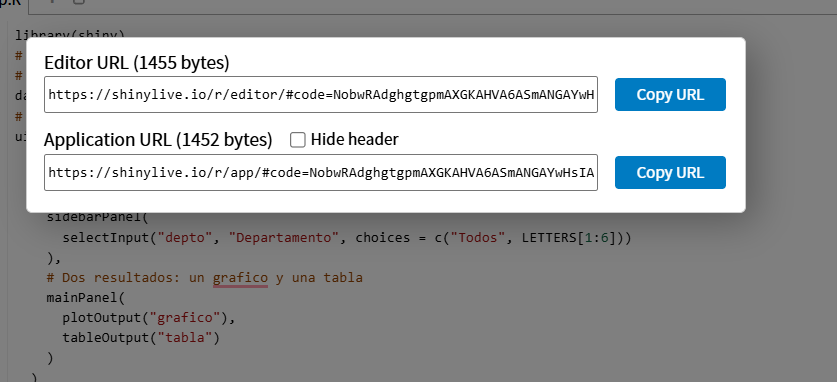 p.R
library(shiny)
#
#
da
#
ui
Editor URL (1455 bytes)
https://shinylive.io/r/editor/#code=NobwRAdghgtgpmAXGKAHVA6ASmANGAYwH
Copy URL
Application URL (1452 bytes)
Hide header
https://shinylive.io/r/app/#code=NobwRAdghgtgpmAXGKAHVA6ASmANGAYwHsIA
Copy URL
sidebarPanel(
selectInput("depto", "Departamento", choices = c("Todos", LETTERS[1:6]))
),
# Dos resultados: un grafico y una tabla
mainPanel(
plotOutput("grafico"),
tableOutput("tabla")
)
)